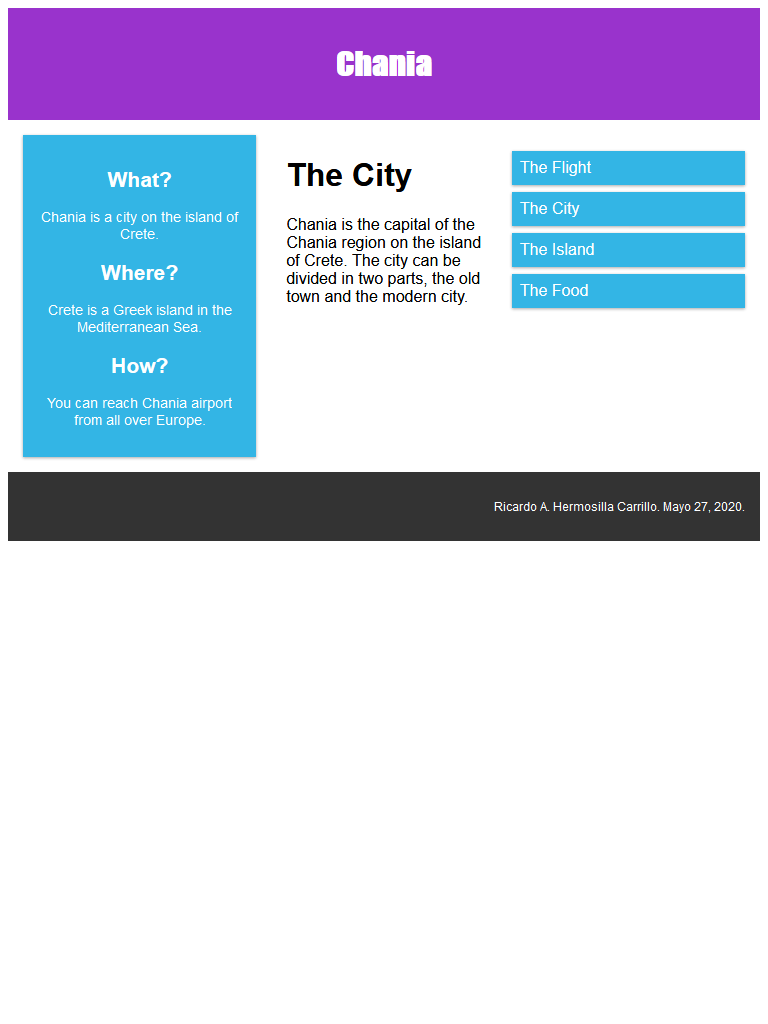 Chania
What?
Chania is a city on the island of
Crete.
Where?
Crete is a Greek island in the
Mediterranean Sea.
How?
You can reach Chania airport
from all over Europe.
The City
Chania is the capital of the
Chania region on the island
of Crete. The city can be
divided in two parts, the old
town and the modern city.
The Flight
The City
The Island
The Food
Ricardo A. Hermosilla Carrillo. Mayo 27, 2020.